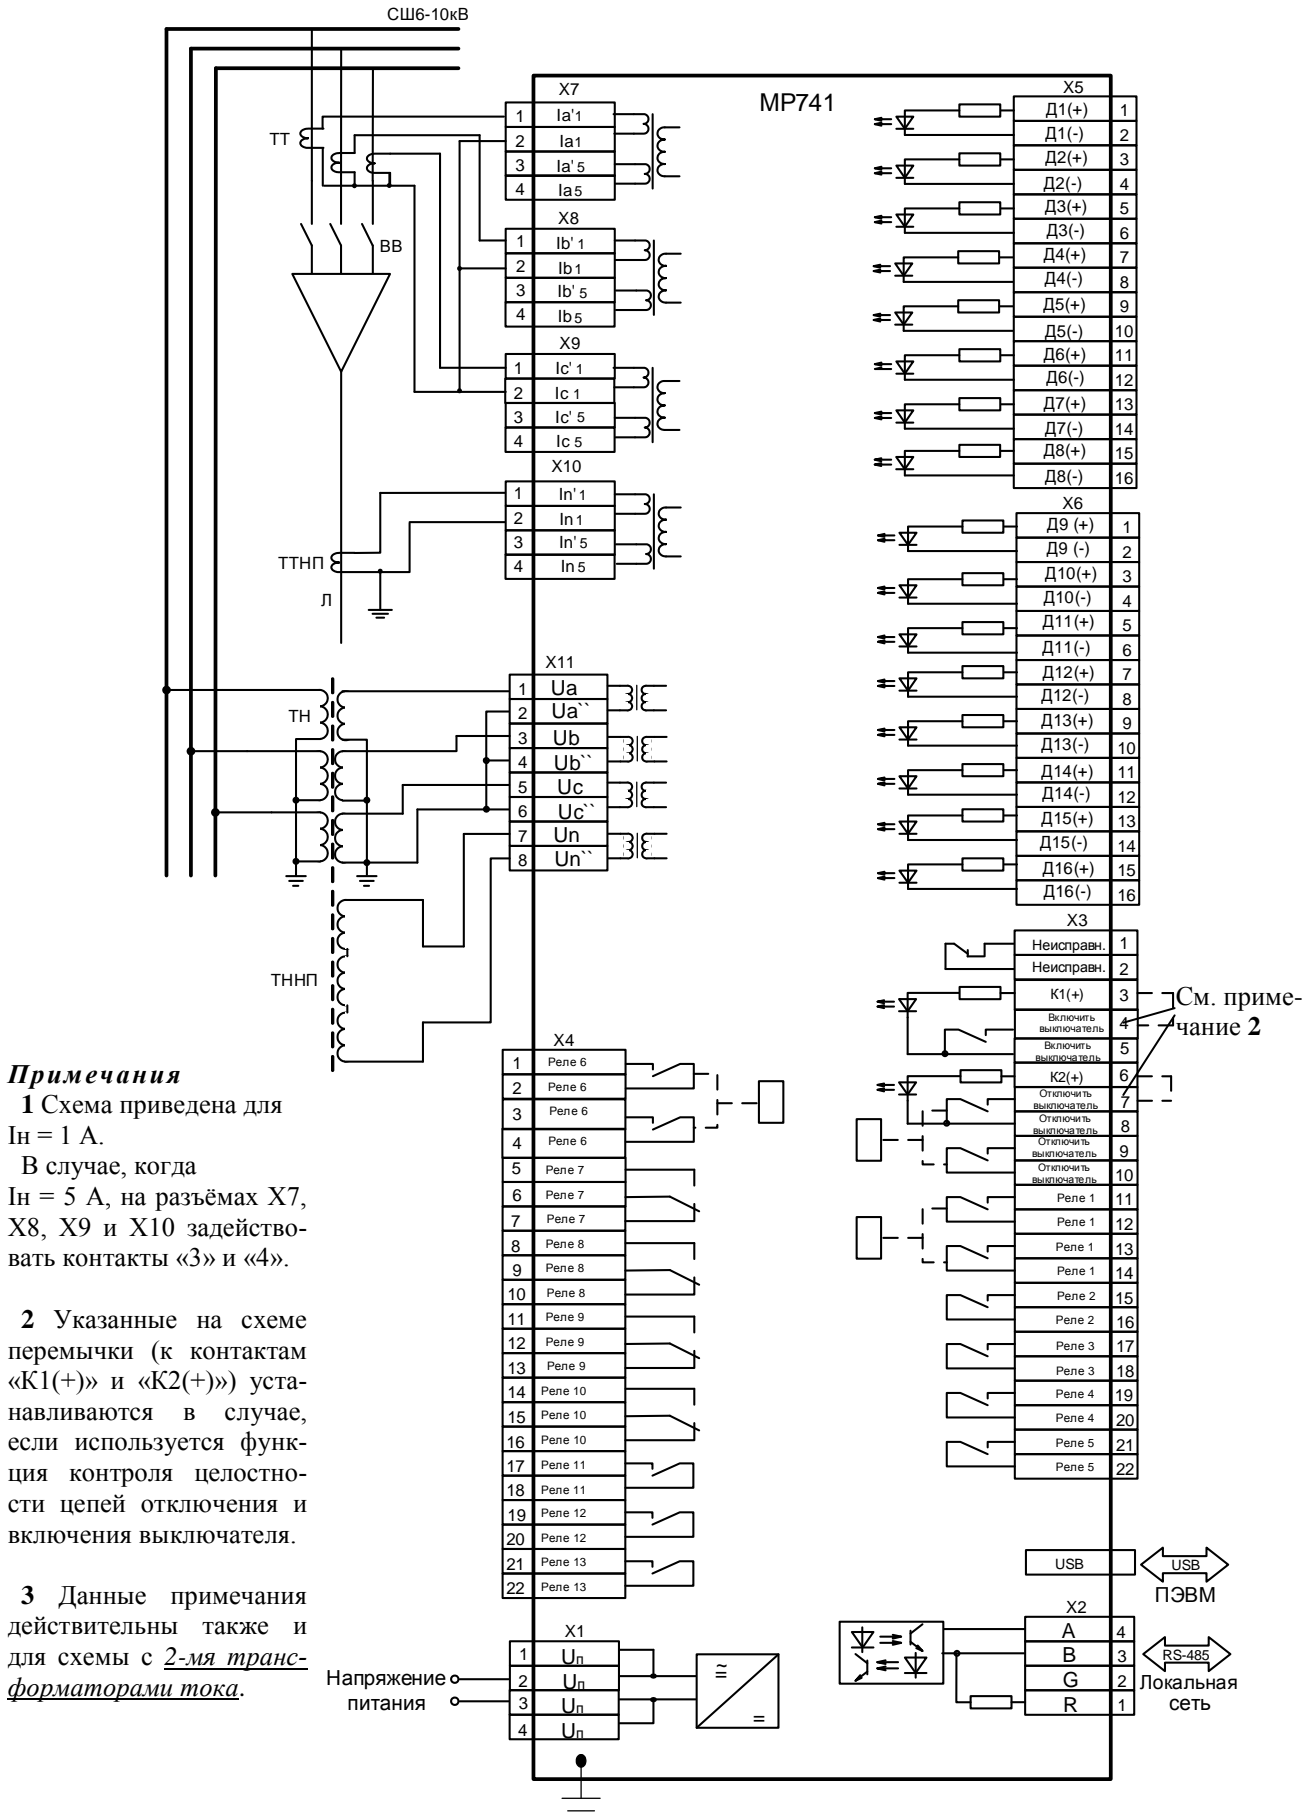 СШ6-10кВ
МР741
ТТ
ВВ
ТТНП
Л
ТН
ТННП
X7
1 Ia'1
2 Ia1
3 Ia'5
4 Ia5
X8
1 Ib'1
2 Ib1
3 Ib'5
4 Ib5
X9
1 Ic'1
2 Ic1
3 Ic'5
4 Ic5
X10
1 In'1
2 In1
3 In'5
4 In5
X11
1 Ua
2 Ua``
3 Ub
4 Ub``
5 Uc
6 Uc``
7 Un
8 Un``
X4
1 Реле 6
2 Реле 6
3 Реле 6
4 Реле 6
5 Реле 7
6 Реле 7
7 Реле 7
8 Реле 8
9 Реле 8
10 Реле 8
11 Реле 9
12 Реле 9
13 Реле 9
14 Реле 10
15 Реле 10
16 Реле 10
17 Реле 11
18 Реле 11
19 Реле 12
20 Реле 12
21 Реле 13
22 Реле 13
X1
1 Uп
2 Uп
3 Uп
4 Uп
Напряжение
питания
X5
Д1(+) 1
Д1(-) 2
Д2(+) 3
Д2(-) 4
Д3(+) 5
Д3(-) 6
Д4(+) 7
Д4(-) 8
Д5(+) 9
Д5(-) 10
Д6(+) 11
Д6(-) 12
Д7(+) 13
Д7(-) 14
Д8(+) 15
Д8(-) 16
X6
Д9 (+) 1
Д9 (-) 2
Д10(+) 3
Д10(-) 4
Д11(+) 5
Д11(-) 6
Д12(+) 7
Д12(-) 8
Д13(+) 9
Д13(-) 10
Д14(+) 11
Д14(-) 12
Д15(+) 13
Д15(-) 14
Д16(+) 15
Д16(-) 16
X3
Неисправн. 1
Неисправн. 2
К1(+) 3
Включить
выключатель 4
Включить
выключатель 5
К2(+) 6
Отключить
выключатель 7
Отключить
выключатель 8
Отключить
выключатель 9
Отключить
выключатель 10
Реле 1 11
Реле 1 12
Реле 1 13
Реле 1 14
Реле 2 15
Реле 2 16
Реле 3 17
Реле 3 18
Реле 4 19
Реле 4 20
Реле 5 21
Реле 5 22
См. приме-
чание 2
USB
USB
ПЭВМ
X2
A 4
B 3
G 2
R 1
RS-485
Локальная
сеть
Примечания
1 Схема приведена для
Iн = 1 А.
В случае, когда
Iн = 5 А, на разъёмах Х7,
Х8, Х9 и Х10 задейство-
вать контакты «3» и «4».
2 Указанные на схеме
перемычки (к контактам
«К1(+)» и «К2(+)») уста-
навливаются в случае,
если используется функ-
ция контроля целостно-
сти цепей отключения и
включения выключателя.
3 Данные примечания
действительны также и
для схемы с 2-мя транс-
форматорами тока.